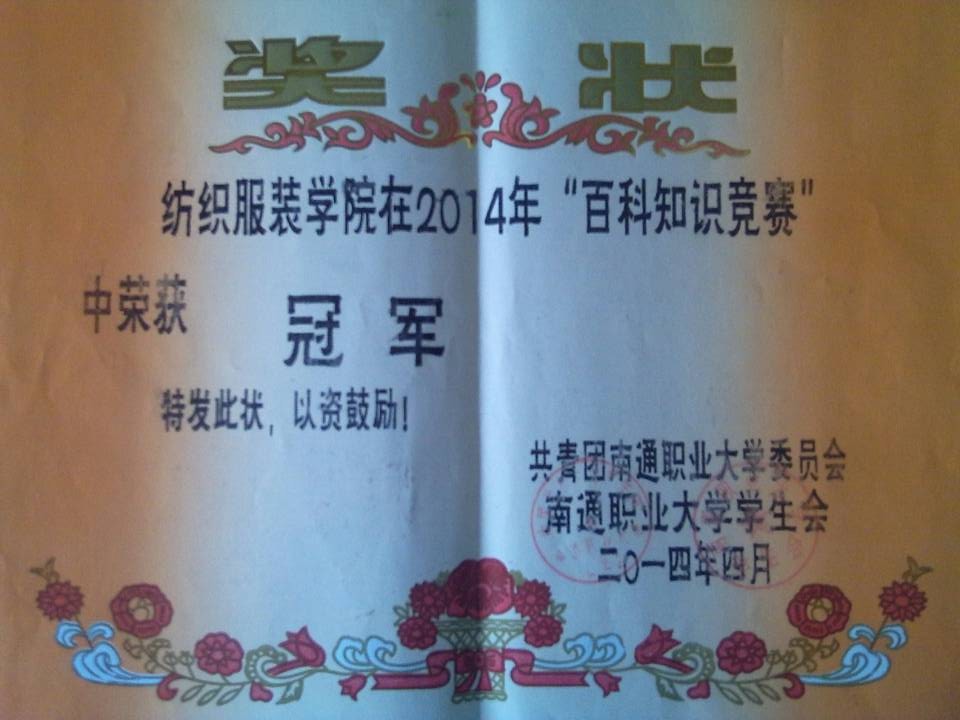 奖状
纺织服装学院在2014年“百科知识竞赛”
中荣获 冠军
特发此状，以资鼓励！
共青团南通职业大学委员会
南通职业大学学生会
二〇一四年四月